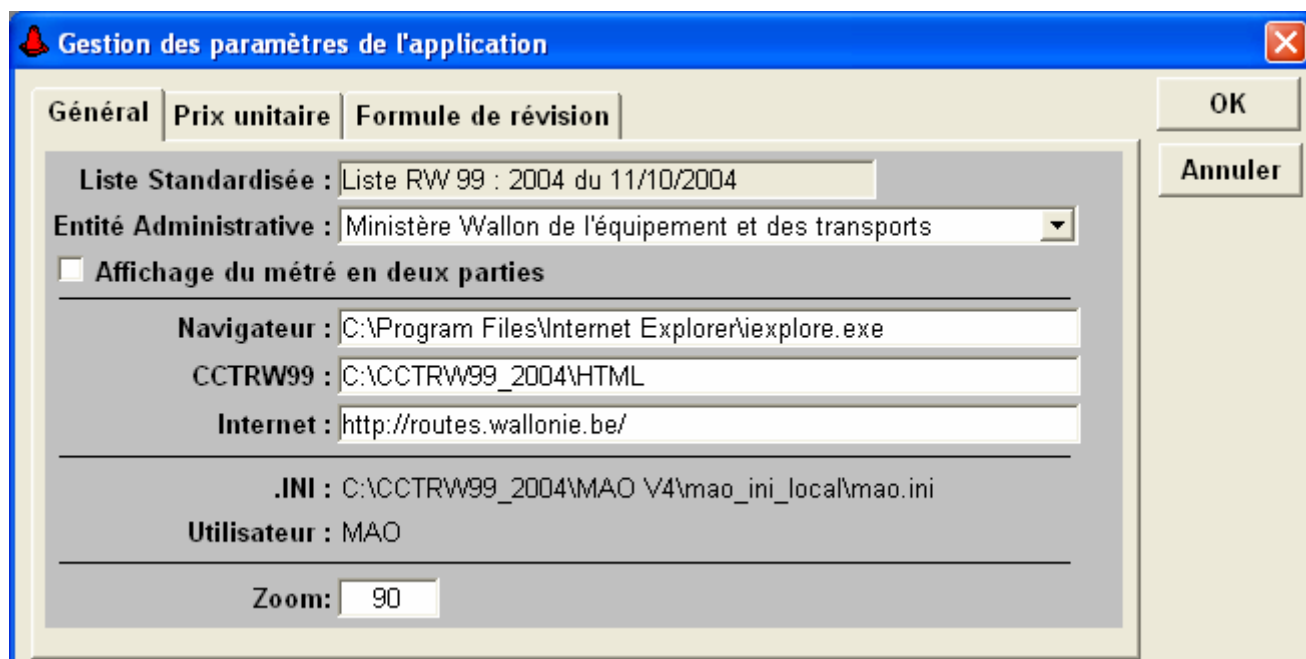 Gestion des paramètres de l'application
Général Prix unitaire Formule de révision
OK
Annuler
Liste Standardisée : Liste RW 99 : 2004 du 11/10/2004
Entité Administrative : Ministère Wallon de l'équipement et des transports
Affichage du métré en deux parties
Navigateur : C:\Program Files\Internet Explorer\iexplore.exe
CCTRW99 : C:\CCTRW99_2004\HTML
Internet : http://routes.wallonie.be/
.INI : C:\CCTRW99_2004\MAO V4\mao_ini_local\mao.ini
Utilisateur : MAO
Zoom: 90